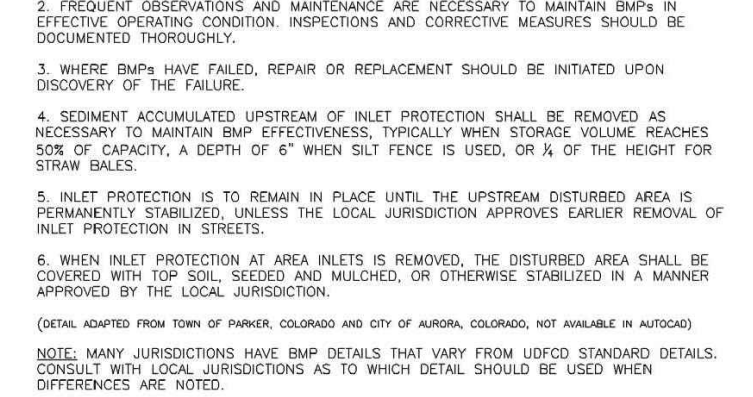 2. FREQUENT OBSERVATIONS AND MAINTENANCE ARE NECESSARY TO MAINTAIN BMPs IN
EFFECTIVE OPERATING CONDITION. INSPECTIONS AND CORRECTIVE MEASURES SHOULD BE
DOCUMENTED THOROUGHLY.
3. WHERE BMPs HAVE FAILED, REPAIR OR REPLACEMENT SHOULD BE INITIATED UPON
DISCOVERY OF THE FAILURE.
4. SEDIMENT ACCUMULATED UPSTREAM OF INLET PROTECTION SHALL BE REMOVED AS
NECESSARY TO MAINTAIN BMP EFFECTIVENESS, TYPICALLY WHEN STORAGE VOLUME REACHES
50% OF CAPACITY, A DEPTH OF 6" WHEN SILT FENCE IS USED, OR ¼ OF THE HEIGHT FOR
STRAW BALES.
5. INLET PROTECTION IS TO REMAIN IN PLACE UNTIL THE UPSTREAM DISTURBED AREA IS
PERMANENTLY STABILIZED, UNLESS THE LOCAL JURISDICTION APPROVES EARLIER REMOVAL OF
INLET PROTECTION IN STREETS.
6. WHEN INLET PROTECTION AT AREA INLETS IS REMOVED, THE DISTURBED AREA SHALL BE
COVERED WITH TOP SOIL, SEEDED AND MULCHED, OR OTHERWISE STABILIZED IN A MANNER
APPROVED BY THE LOCAL JURISDICTION.
(DETAIL ADAPTED FROM TOWN OF PARKER, COLORADO AND CITY OF AURORA, COLORADO, NOT AVAILABLE IN AUTOCAD)
NOTE: MANY JURISDICTIONS HAVE BMP DETAILS THAT VARY FROM UDFCD STANDARD DETAILS.
CONSULT WITH LOCAL JURISDICTIONS AS TO WHICH DETAIL SHOULD BE USED WHEN
DIFFERENCES ARE NOTED.